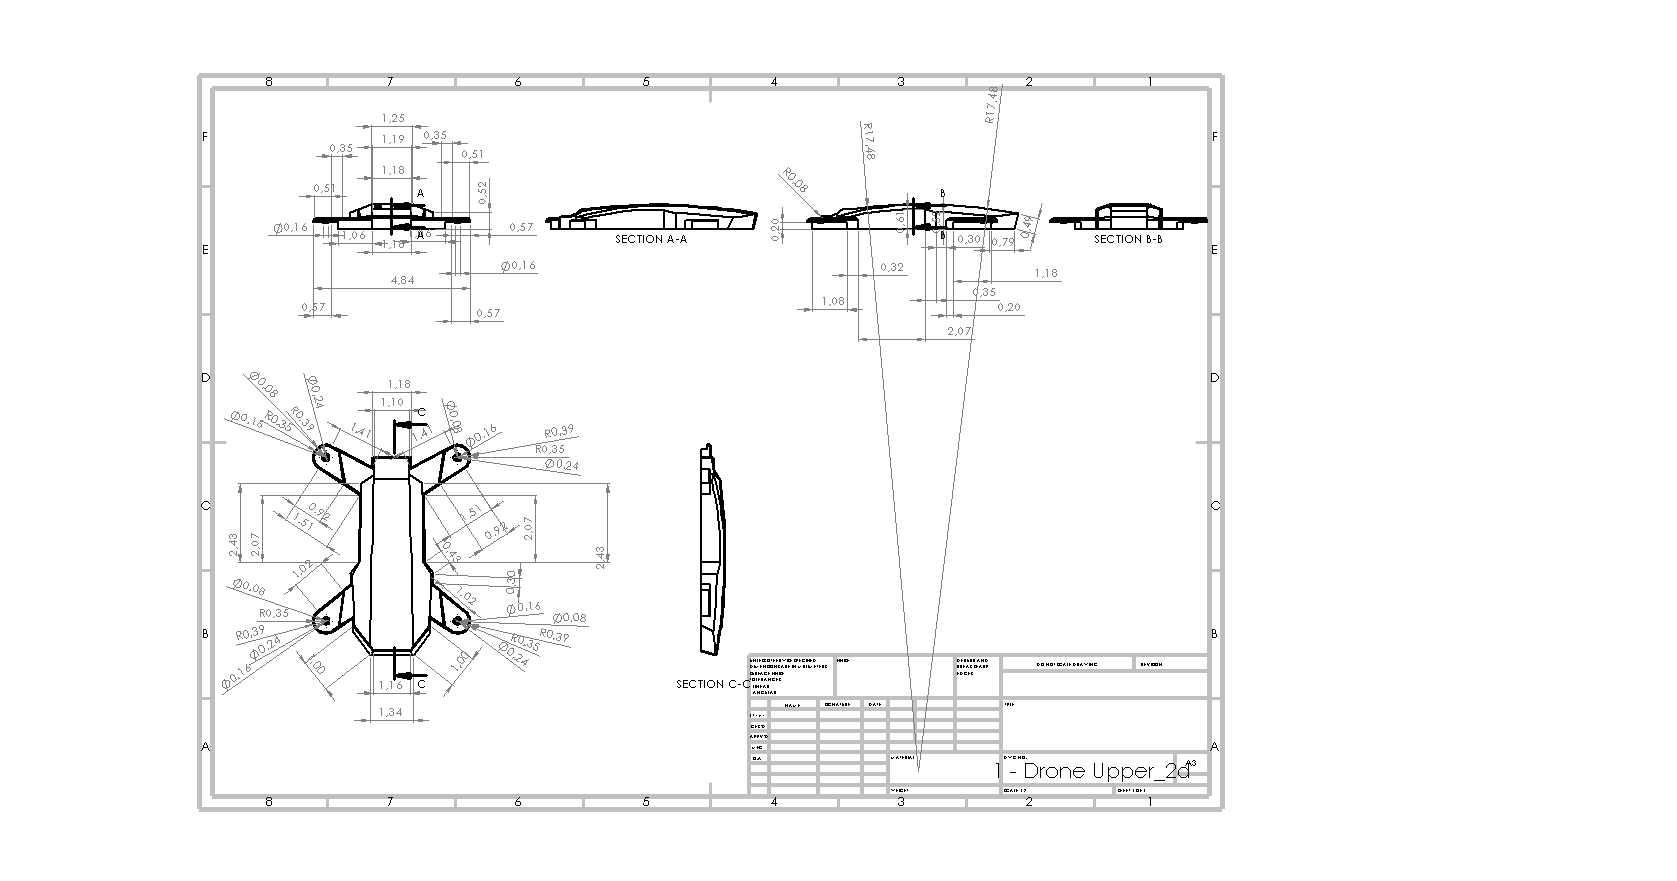 8 7 6 5 4 3 2 1
F F
1,25
1,19
0,35
0,35
0,51
1,18
0,51
0,52
A
Ø0,16
1,06
A
0,57
1,18
Ø0,16
4,84
0,57
0,57
SECTION A-A
R17,48
R17,48
R0,08
B
0,61
B
0,20
0,49
0,30
0,79
0,32
1,18
1,08
0,35
0,20
2,07
SECTION B-B
E E
D D
Ø0,08
Ø0,24
1,18
1,10
C
Ø0,08
R0,39
R0,35
1,41
1,41
Ø0,16
R0,39
R0,35
Ø0,24
0,92
1,51
1,51
0,92
C C
2,43
2,07
2,07
2,43
0,43
1,02
0,30
1,02
Ø0,08
R0,35
R0,39
Ø0,24
Ø0,16
Ø0,16
Ø0,08
R0,39
R0,35
Ø0,24
B B
1,00
1,00
1,16
C
1,34
SECTION C-C
DO NOT SCALE DRAWING
REVISION
NAME
SIGNATURE
DATE
A A
1 - Drone Upper_2d
A3
8 7 6 5 4 3 2 1